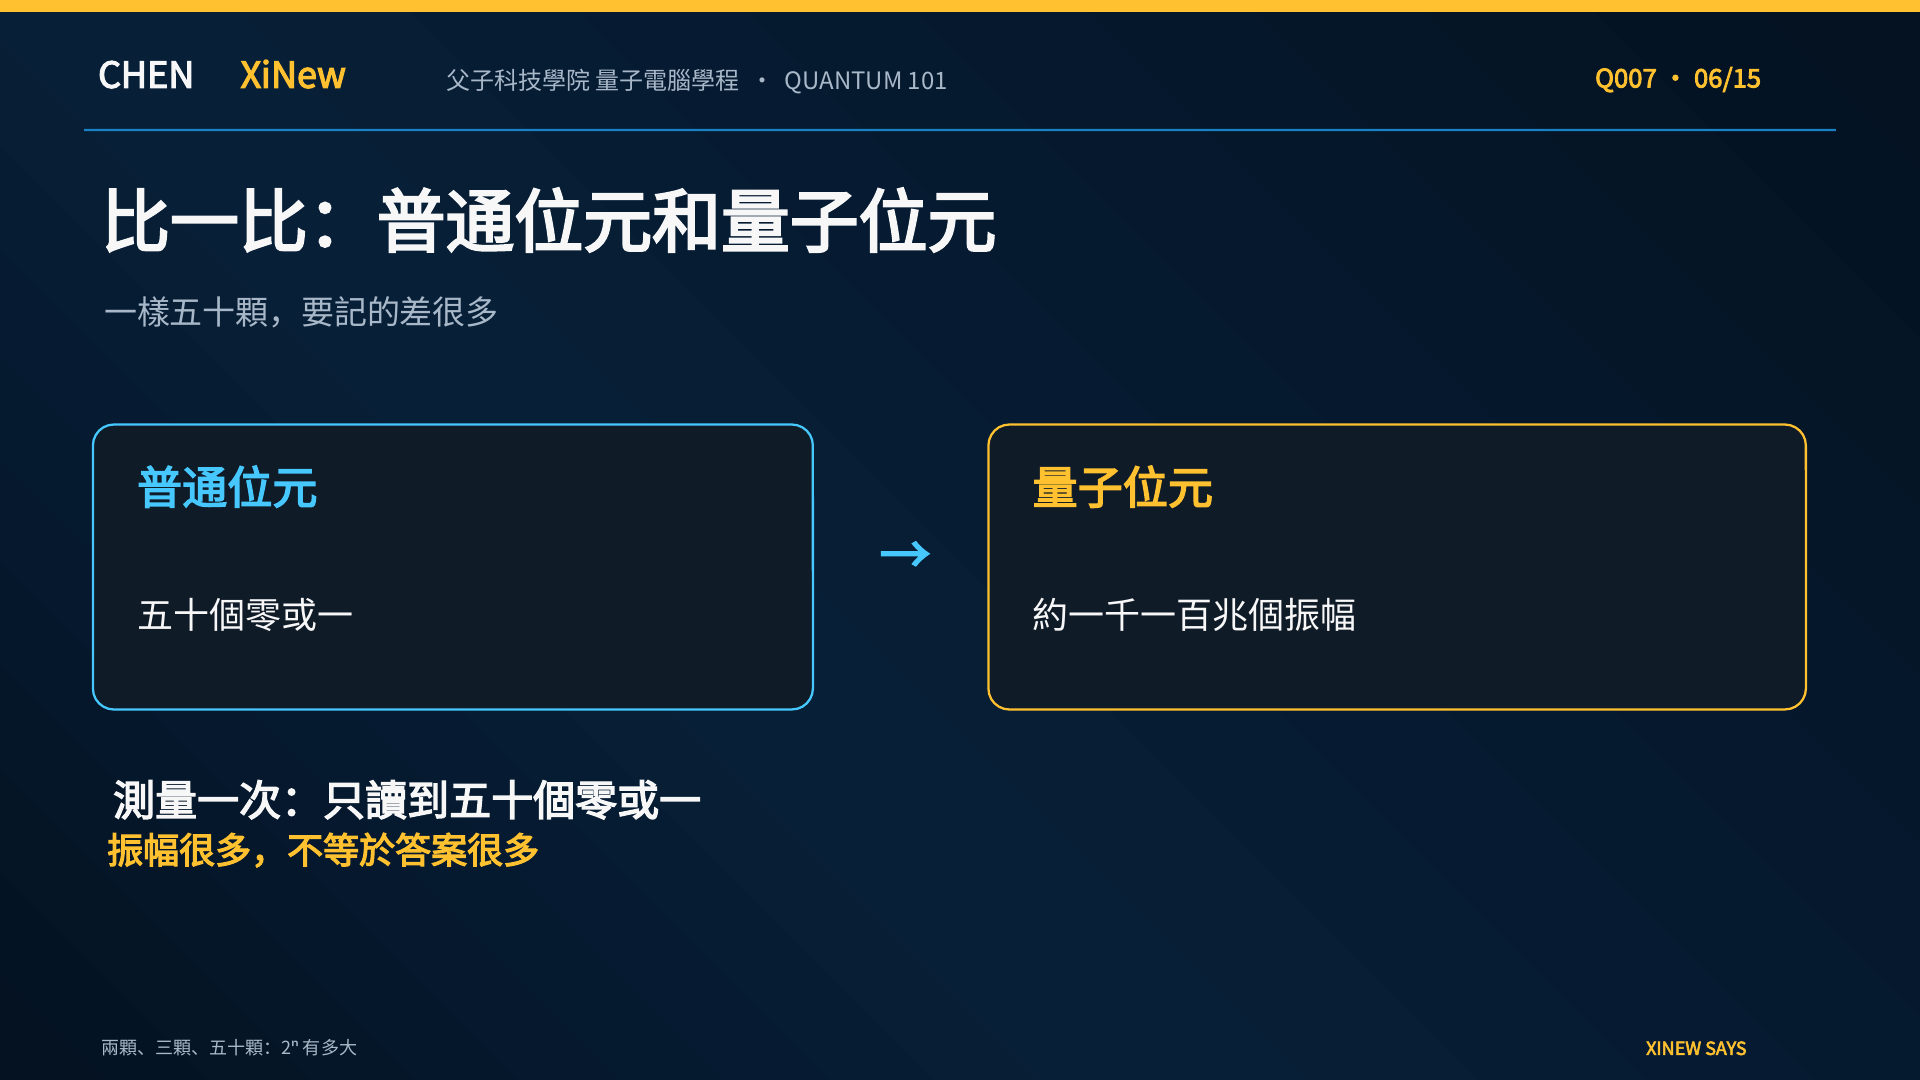 CHEN XiNew 父子科技學院 量子電腦學程 • QUANTUM 101 Q007 • 06/15
比一比：普通位元和量子位元
一樣五十顆，要記的差很多
普通位元
五十個零或一
→
量子位元
約一千一百兆個振幅
測量一次：只讀到五十個零或一
振幅很多，不等於答案很多
兩顆、三顆、五十顆：2ⁿ 有多大 XINEW SAYS